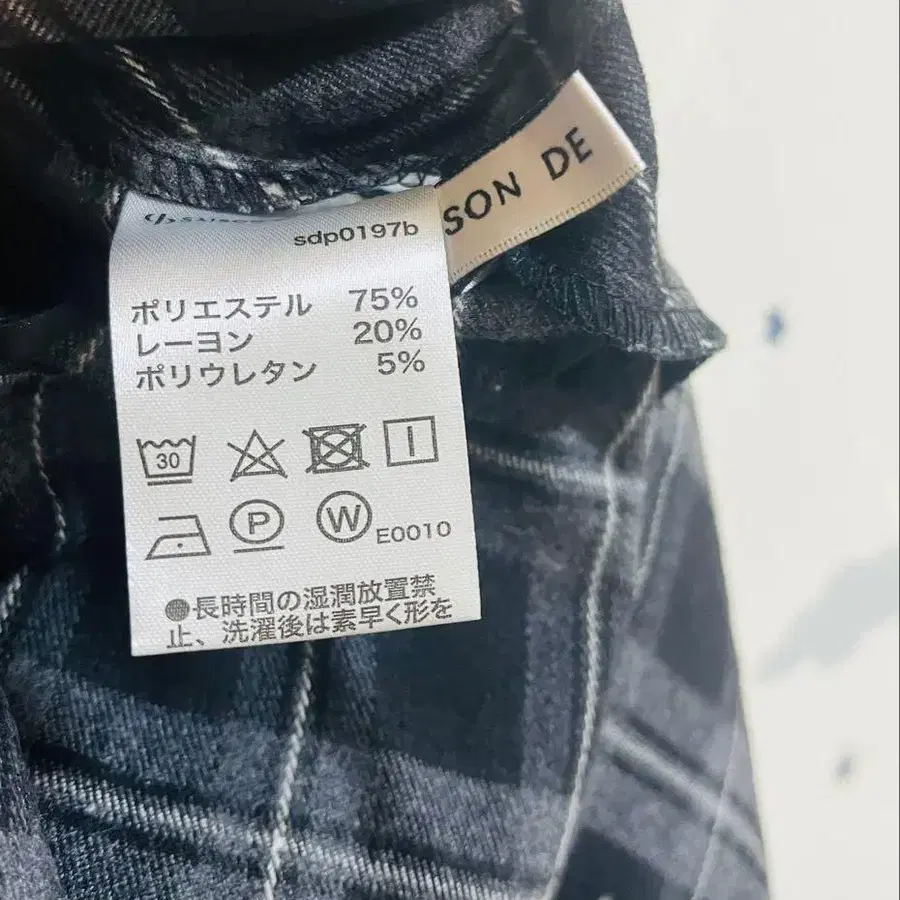 SON DE
sdp0197b
ポリエステル 75%
レーヨン 20%
ポリウレタン 5%
30
P W E0010
●長時間の湿潤放置禁
止、洗濯後は素早く形を